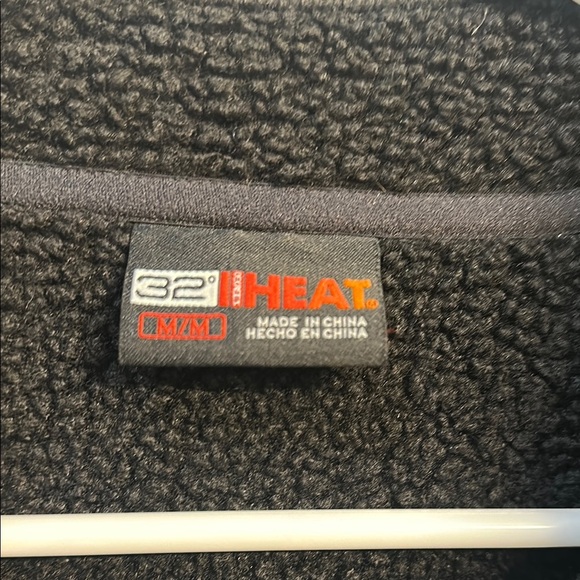 32° HEAT.
M/M
MADE IN CHINA
HECHO EN CHINA